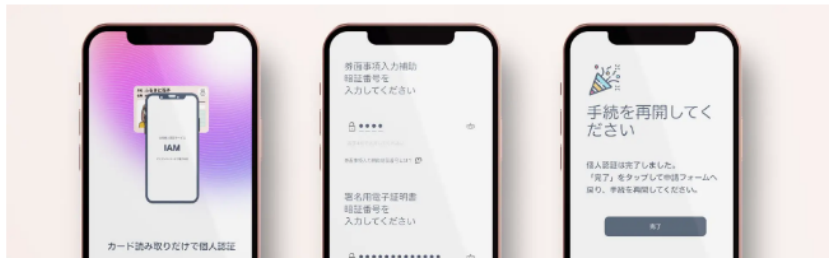 IAM
カード読み取りだけで個人認証
券面事項入力補助
暗証番号を
入力してください
署名用電子証明書
暗証番号を
入力してください
手続を再開してく
ださい
個人認証は完了しました。
「完了」をタップして申請フォームへ
戻り、手続を再開してください。
完了